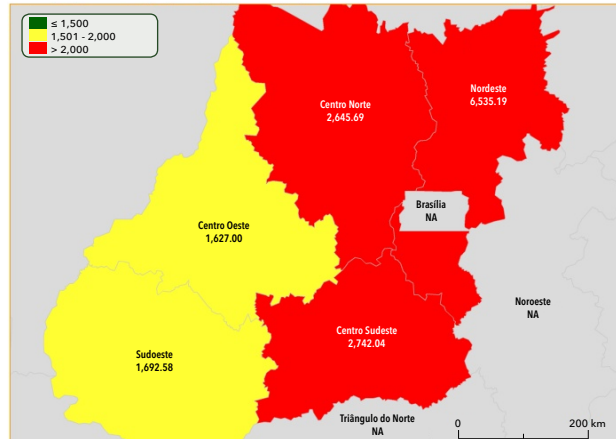 ≤ 1,500
1,501 - 2,000
> 2,000
Nordeste
6,535.19
Centro Norte
2,645.69
Brasília
NA
Centro Oeste
1,627.00
Noroeste
NA
Centro Sudeste
2,742.04
Sudoeste
1,692.58
Triângulo do Norte
NA
0 200 km